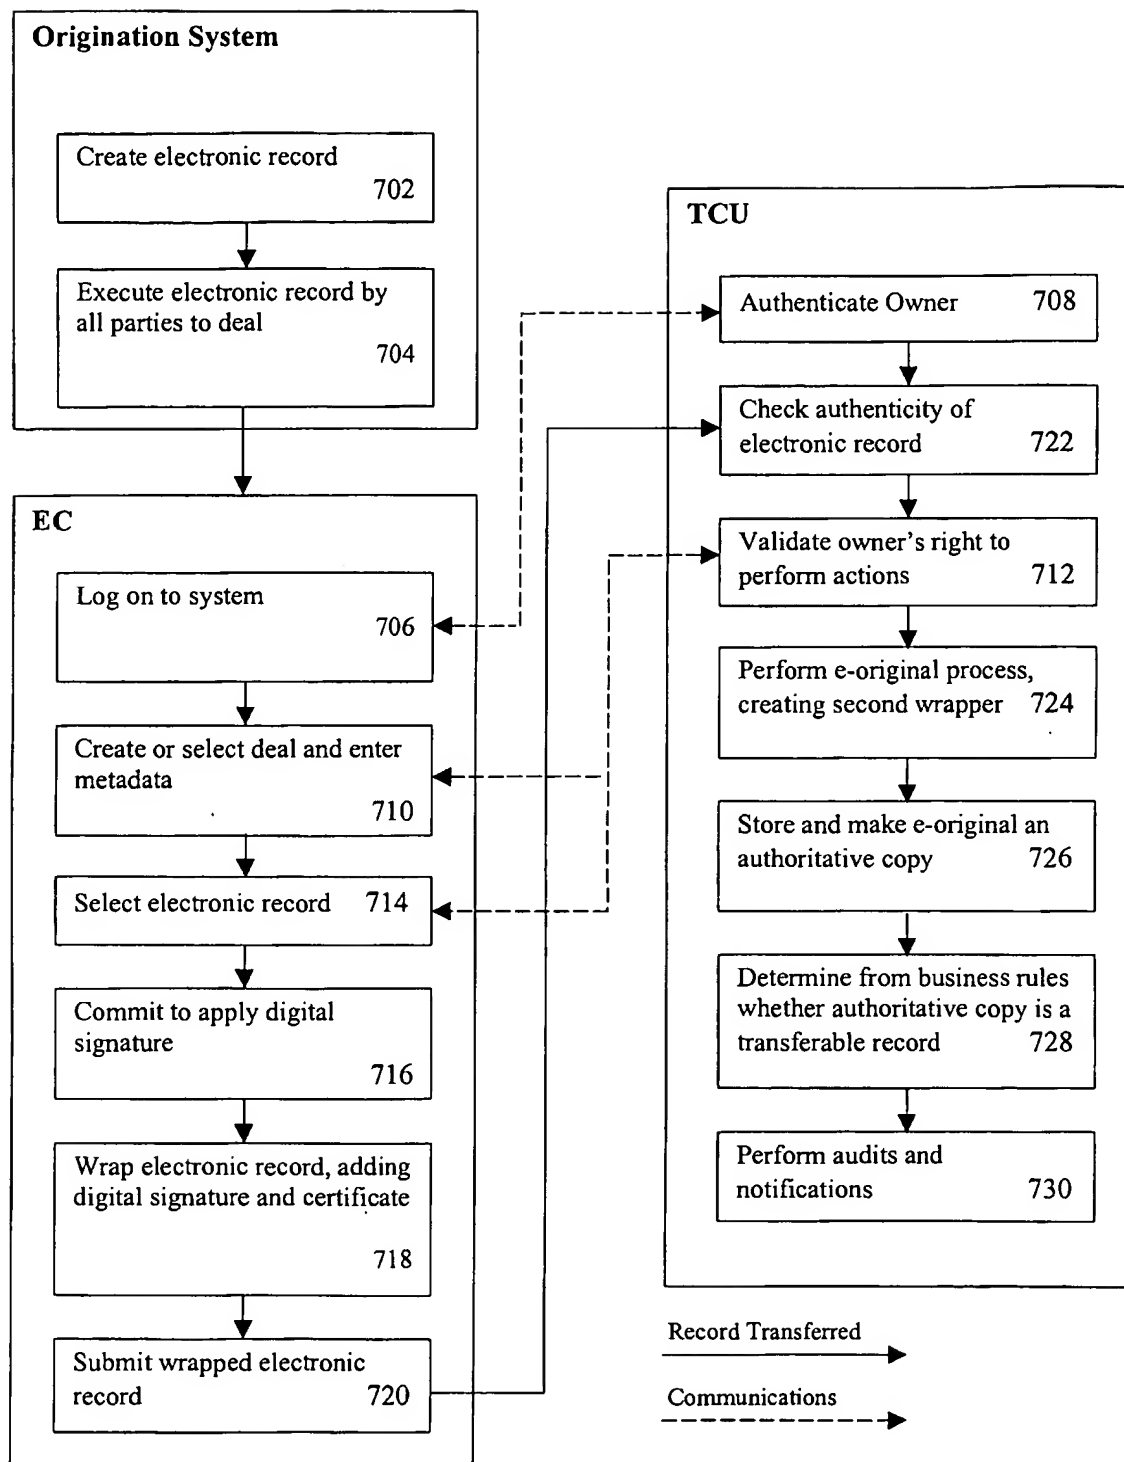 Origination System
Create electronic record
702
Execute electronic record by
all parties to deal
704
EC
Log on to system
706
Create or select deal and enter
metadata
710
Select electronic record 714
Commit to apply digital
signature
716
Wrap electronic record, adding
digital signature and certificate
718
Submit wrapped electronic
record 720
TCU
Authenticate Owner 708
Check authenticity of
electronic record 722
Validate owner's right to
perform actions 712
Perform e-original process,
creating second wrapper 724
Store and make e-original an
authoritative copy 726
Determine from business rules
whether authoritative copy is a
transferable record 728
Perform audits and
notifications 730
Record Transferred
Communications